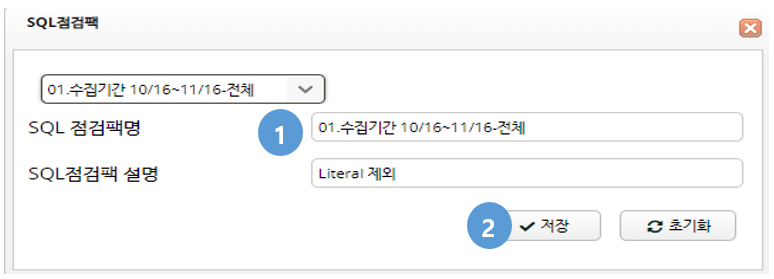 SQL점검팩
01.수집기간 10/16~11/16-전체
SQL 점검팩명
1
01.수집기간 10/16~11/16-전체
SQL점검팩 설명
Literal 제외
2
저장
초기화